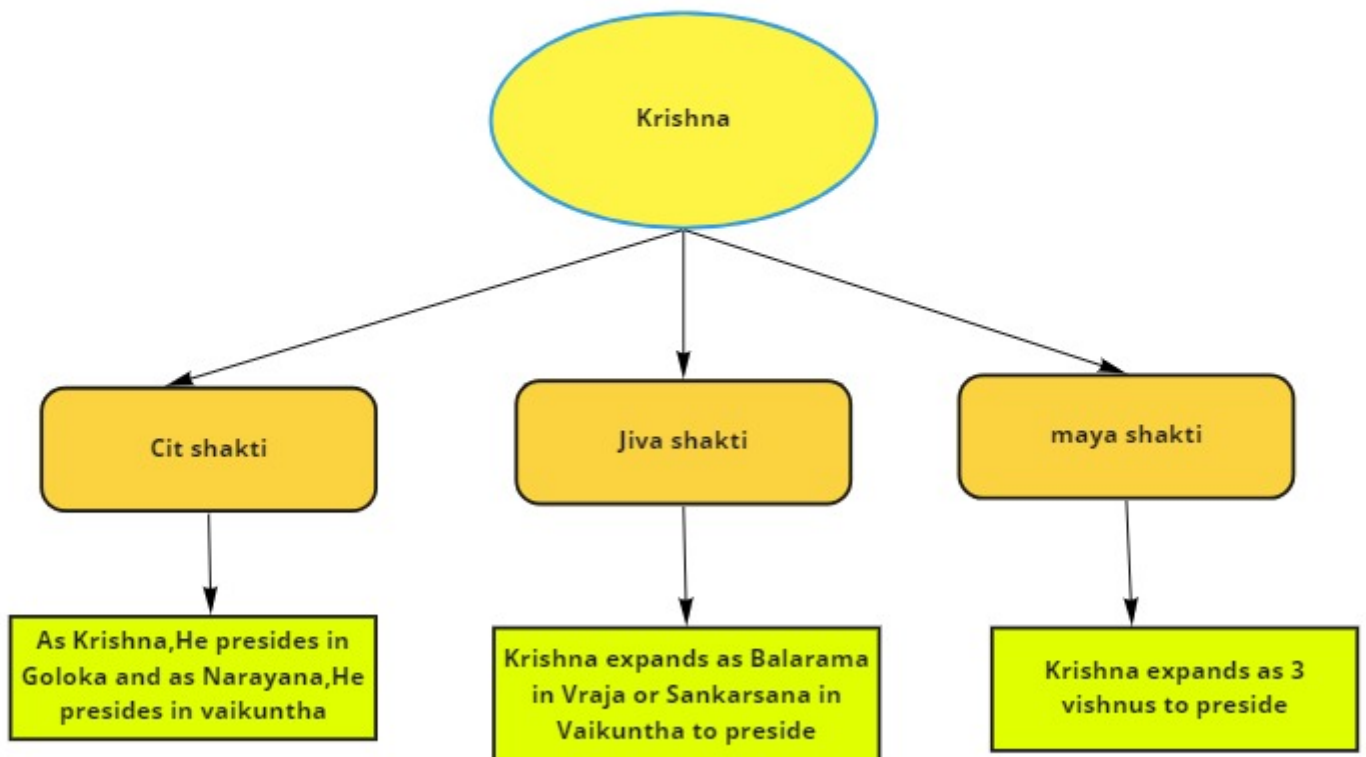 Krishna
Cit shakti
Jiva shakti
maya shakti
As Krishna,He presides in
Goloka and as Narayana,He
presides in vaikuntha
Krishna expands as Balarama
in Vraja or Sankarsana in
Vaikuntha to preside
Krishna expands as 3
vishnus to preside